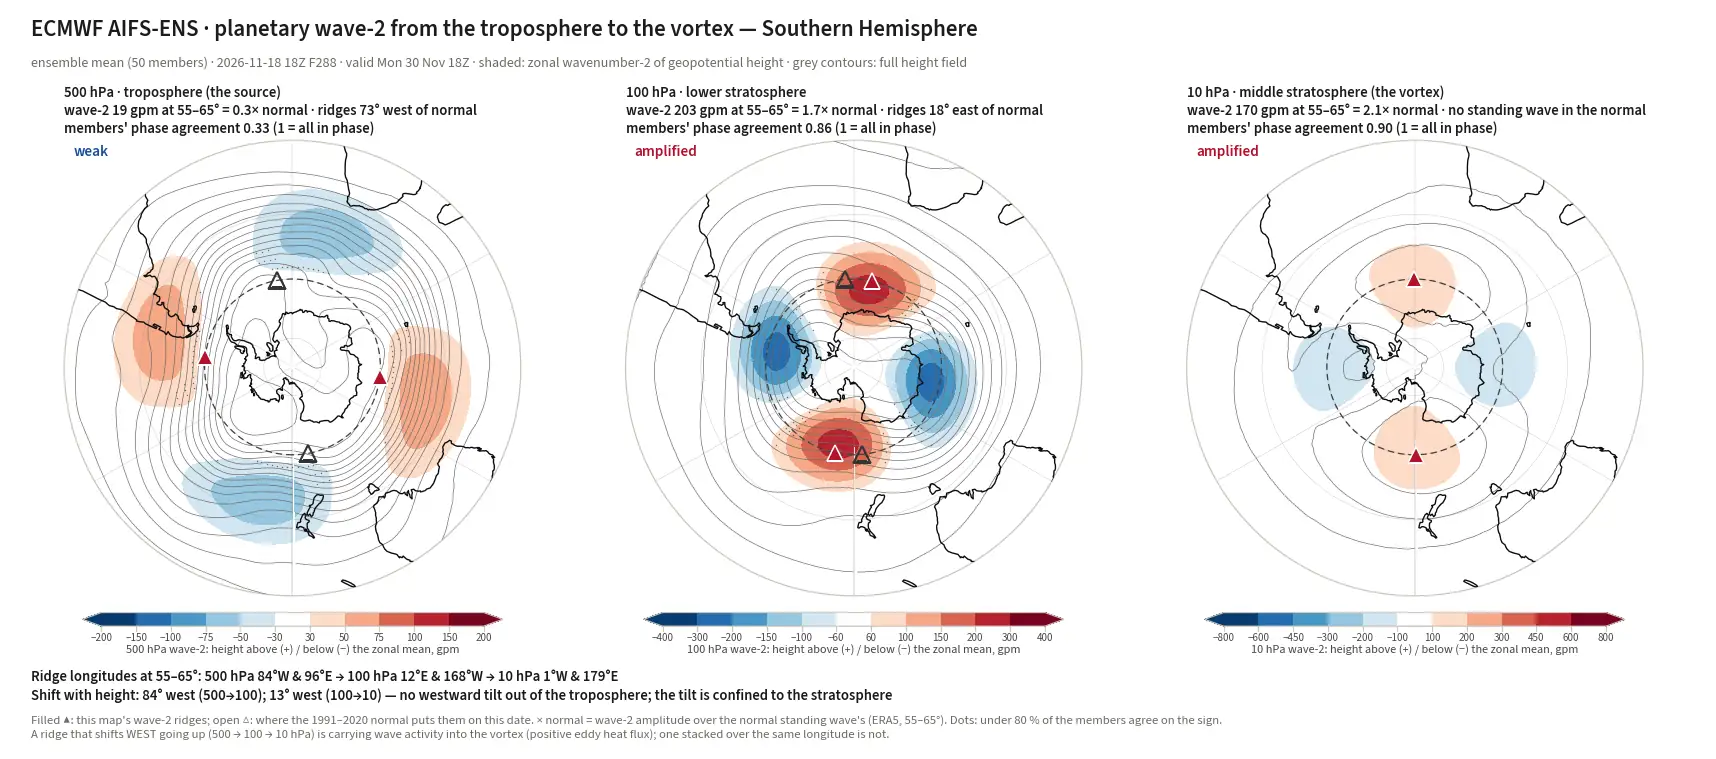 ECMWF AIFS-ENS · planetary wave-2 from the troposphere to the vortex — Southern Hemisphere
ensemble mean (50 members) · 2026-11-18 18Z F288 · valid Mon 30 Nov 18Z · shaded: zonal wavenumber-2 of geopotential height · grey contours: full height field
500 hPa · troposphere (the source)
wave-2 19 gpm at 55–65° = 0.3× normal · ridges 73° west of normal
members' phase agreement 0.33 (1 = all in phase)
weak
100 hPa · lower stratosphere
wave-2 203 gpm at 55–65° = 1.7× normal · ridges 18° east of normal
members' phase agreement 0.86 (1 = all in phase)
amplified
10 hPa · middle stratosphere (the vortex)
wave-2 170 gpm at 55–65° = 2.1× normal · no standing wave in the normal
members' phase agreement 0.90 (1 = all in phase)
amplified
−200 −150 −100 −75 −50 −30 30 50 75 100 150 200
500 hPa wave-2: height above (+) / below (−) the zonal mean, gpm
−400 −300 −200 −150 −100 −60 60 100 150 200 300 400
100 hPa wave-2: height above (+) / below (−) the zonal mean, gpm
−800 −600 −450 −300 −200 −100 100 200 300 450 600 800
10 hPa wave-2: height above (+) / below (−) the zonal mean, gpm
Ridge longitudes at 55–65°: 500 hPa 84°W & 96°E → 100 hPa 12°E & 168°W → 10 hPa 1°W & 179°E
Shift with height: 84° west (500→100); 13° west (100→10) — no westward tilt out of the troposphere; the tilt is confined to the stratosphere
Filled ▲: this map's wave-2 ridges; open △: where the 1991–2020 normal puts them on this date. × normal = wave-2 amplitude over the normal standing wave's (ERA5, 55–65°). Dots: under 80 % of the members agree on the sign.
A ridge that shifts WEST going up (500 → 100 → 10 hPa) is carrying wave activity into the vortex (positive eddy heat flux); one stacked over the same longitude is not.